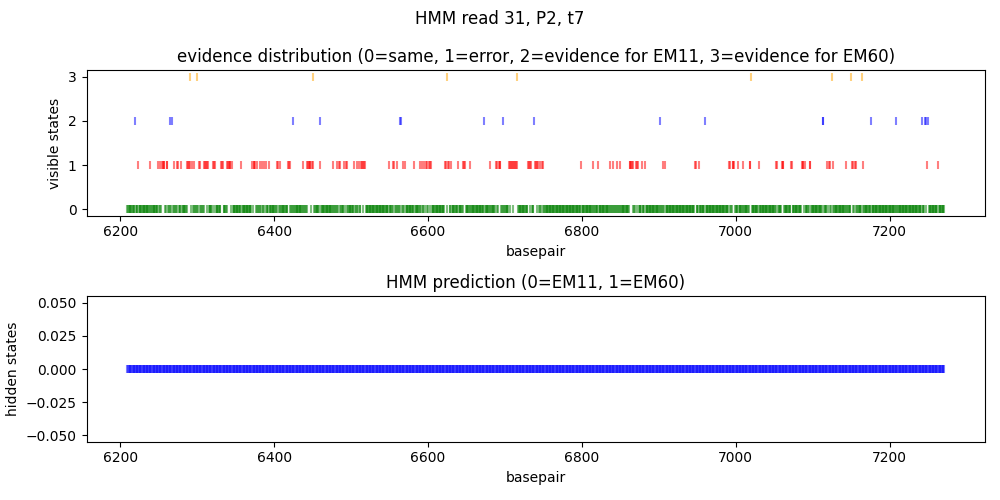 HMM read 31, P2, t7
evidence distribution (0=same, 1=error, 2=evidence for EM11, 3=evidence for EM60)
visible states
3
2
1
0
6200 6400 6600 6800 7000 7200
basepair
HMM prediction (0=EM11, 1=EM60)
hidden states
0.050
0.025
0.000
−0.025
−0.050
6200 6400 6600 6800 7000 7200
basepair